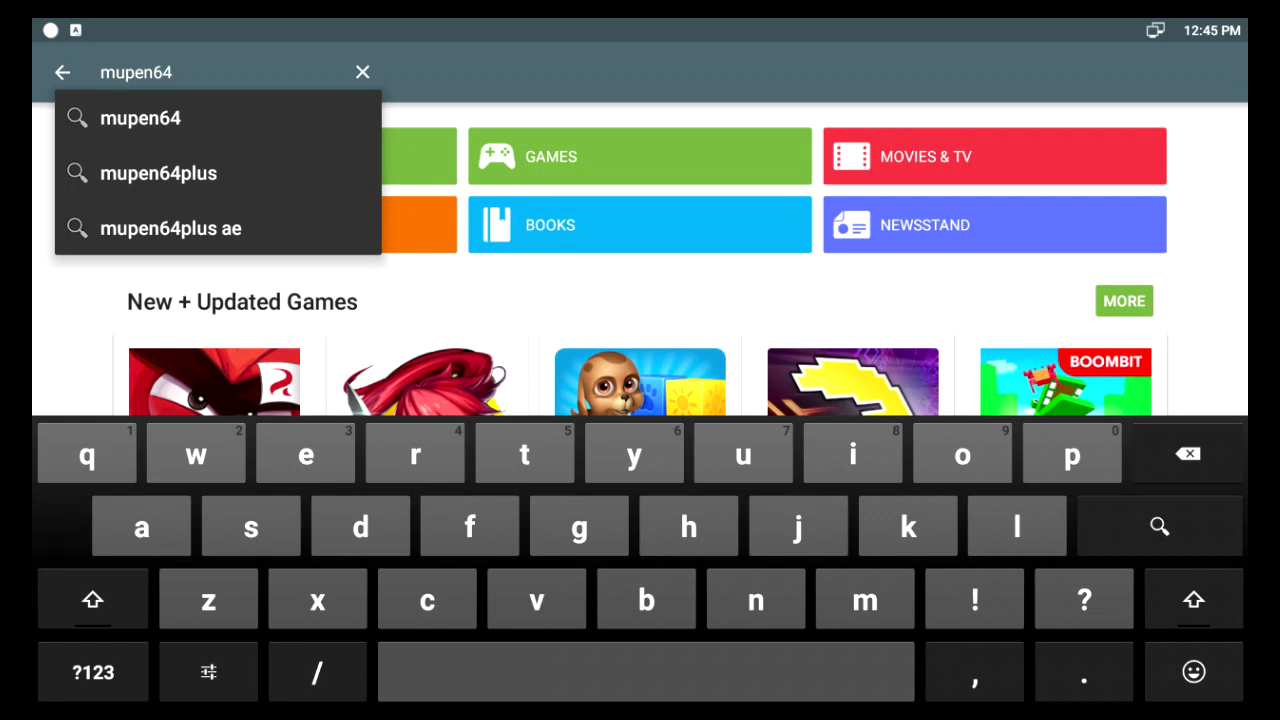 A
12:45 PM
mupen64
mupen64
mupen64plus
mupen64plus ae
GAMES
MOVIES & TV
BOOKS
NEWSSTAND
New + Updated Games
MORE
BOOMBIT
q 1 w 2 e 3 r 4 t 5 y 6 u 7 i 8 o 9 p 0
a s d f g h j k l
z x c v b n m ! ?
?123 / , .